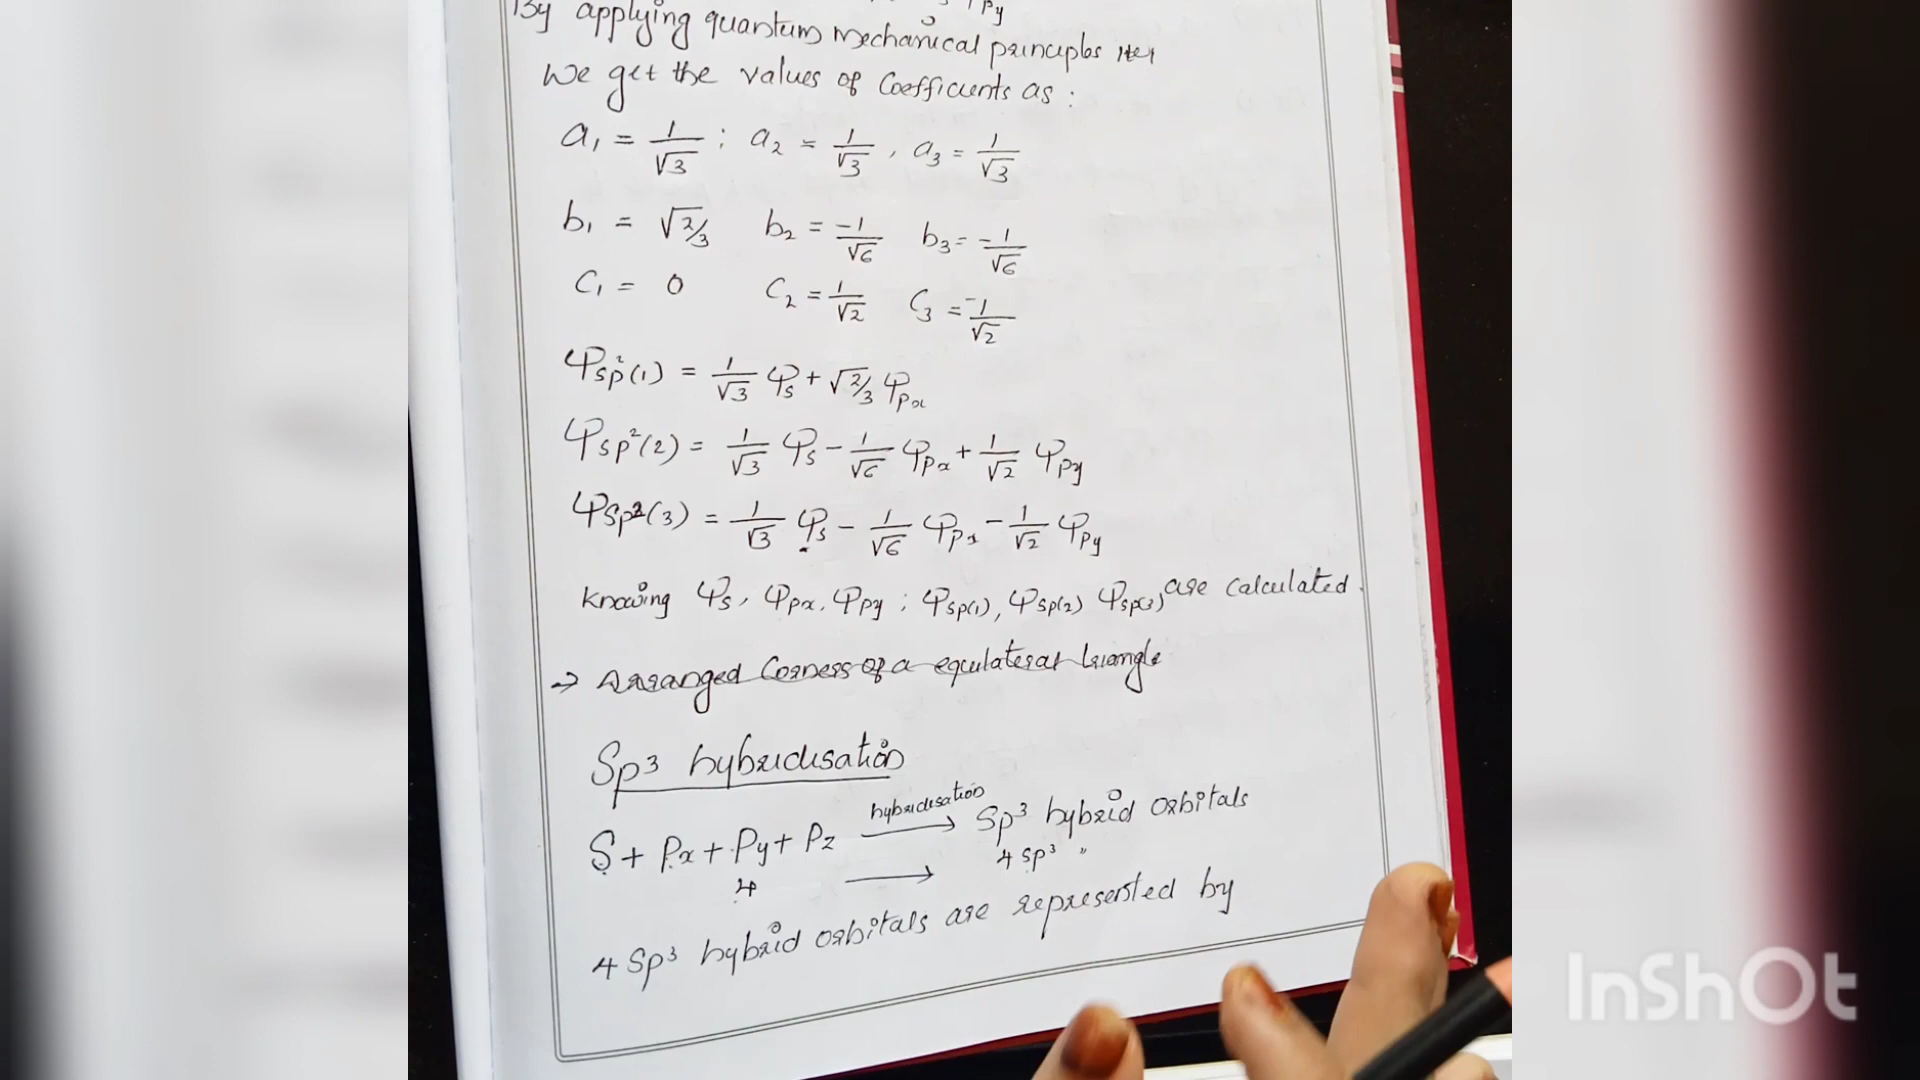 By applying quantum mechanical principles
We get the values of Coefficients as :
a₁ = 1/√3 ; a₂ = 1/√3 , a₃ = 1/√3
b₁ = √2/3 b₂ = -1/√6 b₃ = -1/√6
C₁ = 0 C₂ = 1/√2 C₃ = -1/√2
Ψsp²(1) = 1/√3 Ψs + √2/3 Ψpx
Ψsp²(2) = 1/√3 Ψs - 1/√6 Ψpx + 1/√2 Ψpy
Ψsp²(3) = 1/√3 Ψs - 1/√6 Ψpx - 1/√2 Ψpy
Knowing Ψs, Ψpx, Ψpy ; Ψsp(1), Ψsp(2) Ψsp(3) are calculated.
→ Arranged Corners of a equilateral triangle
Sp³ hybridisation
S + Px + Py + Pz hybridisation → Sp³ hybrid orbitals
4 → 4 sp³ "
4 Sp³ hybrid orbitals are represented by
InShOt